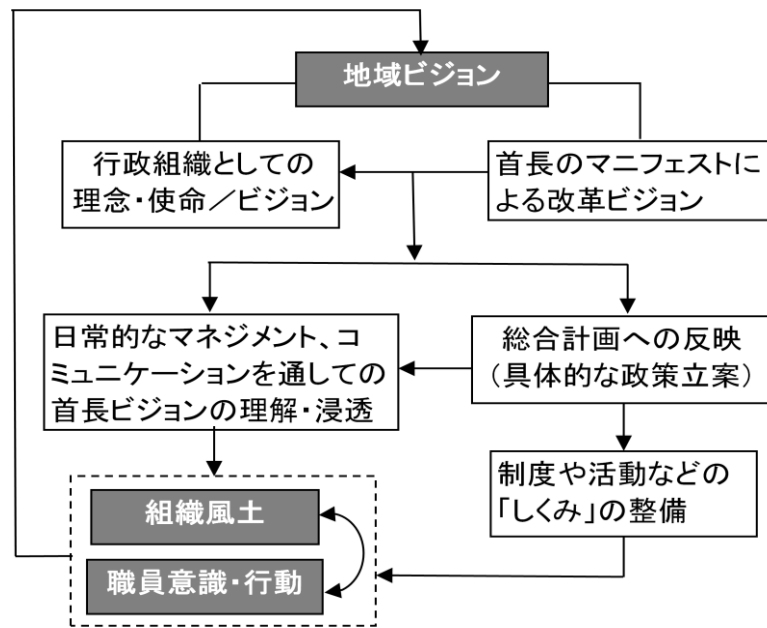 地域ビジョン
行政組織としての
理念・使命／ビジョン
首長のマニフェストに
よる改革ビジョン
日常的なマネジメント、コ
ミュニケーションを通しての
首長ビジョンの理解・浸透
総合計画への反映
（具体的な政策立案）
制度や活動などの
「しくみ」の整備
組織風土
職員意識・行動